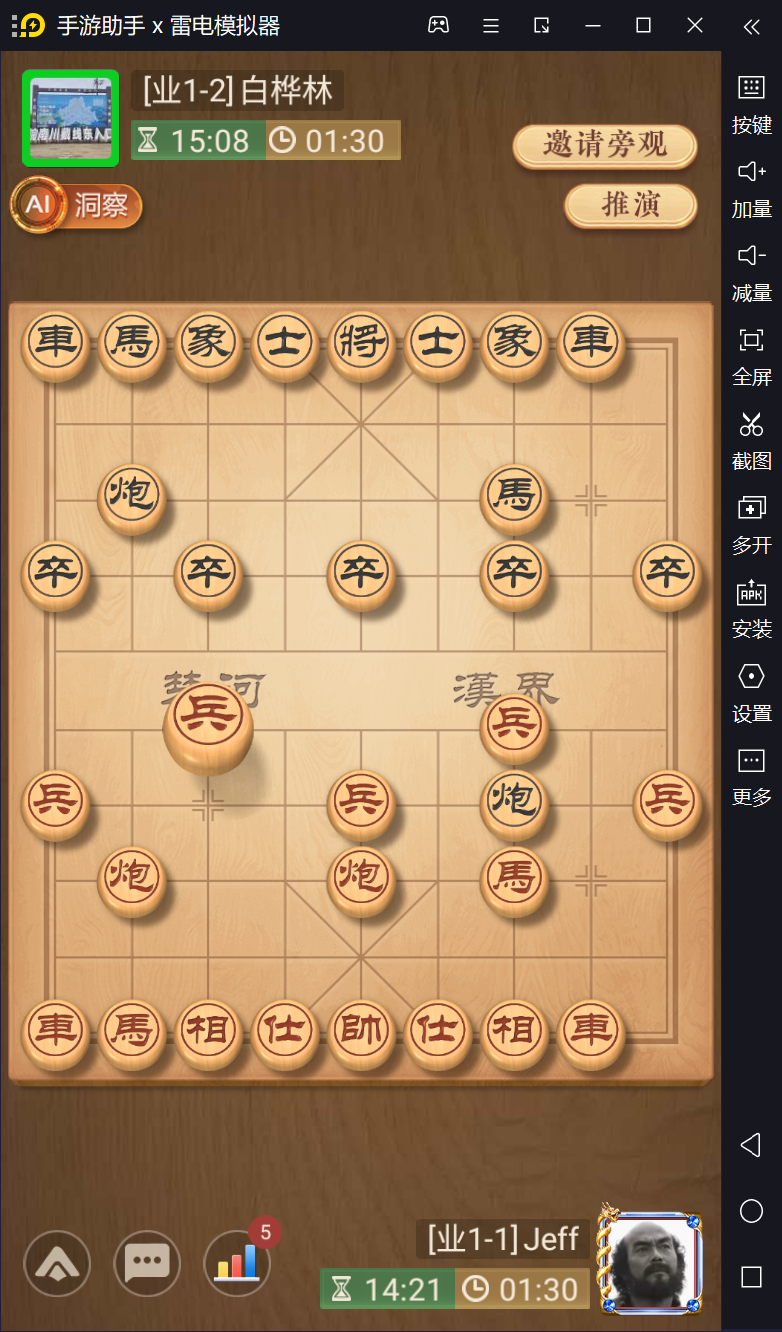 手游助手 x 雷电模拟器
[业1-2] 白桦林
15:08 01:30
邀请旁观
AI 洞察
推演
車 馬 象 士 將 士 象 車
炮 馬
卒 卒 卒 卒 卒
楚河 漢界
兵 兵
兵 兵 炮 兵
炮 炮 馬
車 馬 相 仕 帥 仕 相 車
5
[业1-1] Jeff
14:21 01:30
按键
加量
减量
全屏
截图
多开
APK
安装
设置
更多